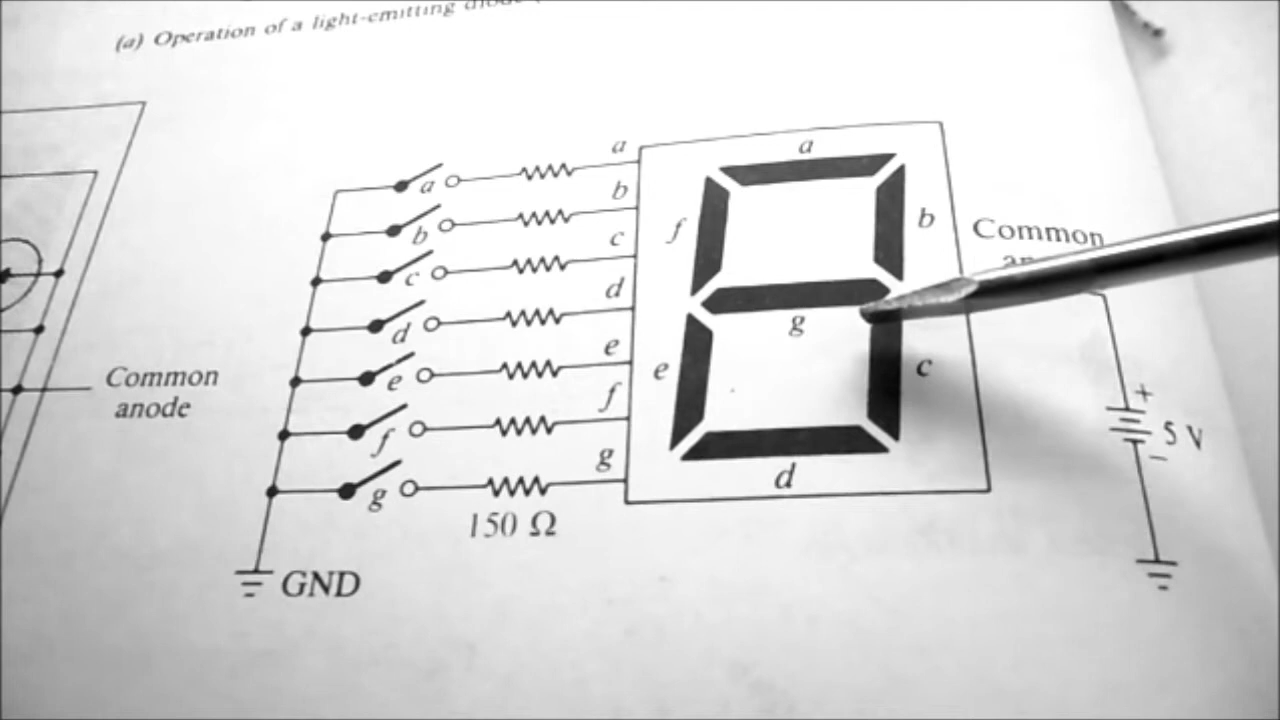 (a) Operation of a light-emitting
a a a
b b b
c c c
d d d
e e e
f f f
g g g
150 Ω
GND
Common
anode
Common
+
5 V
−